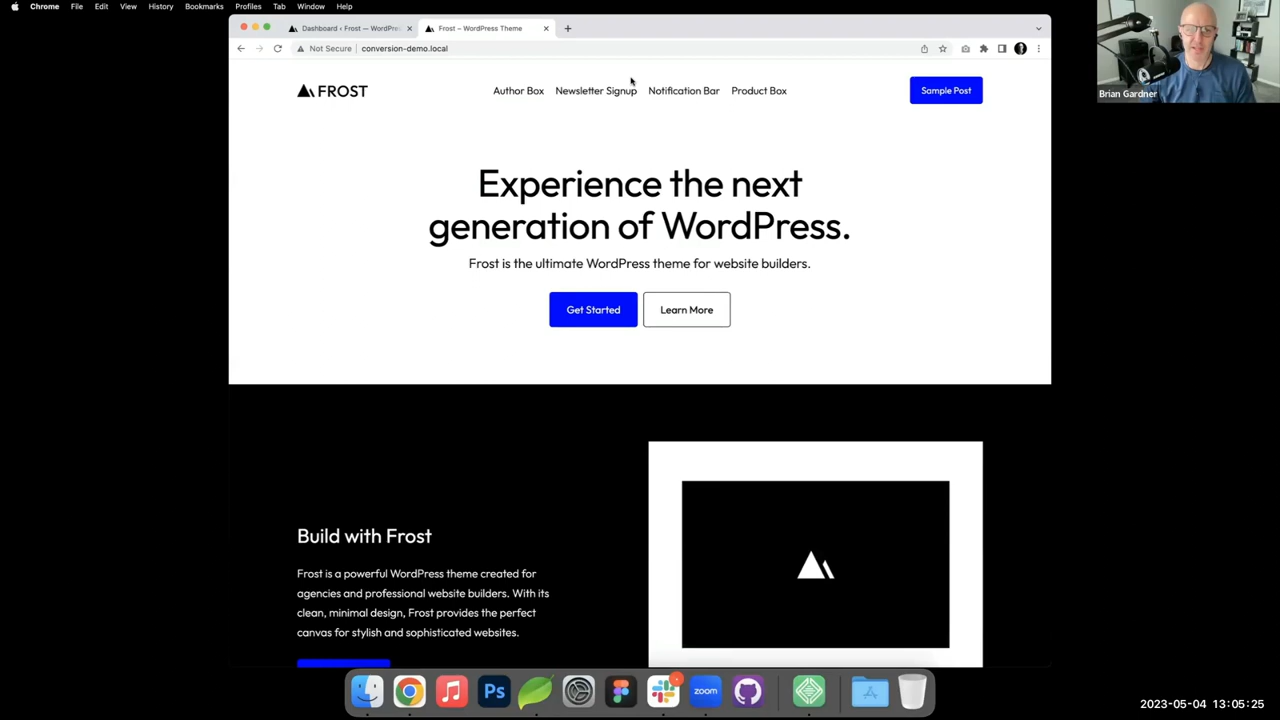 Chrome File Edit View History Bookmarks Profiles Tab Window Help
Dashboard ‹ Frost — WordPres
Frost – WordPress Theme
Not Secure conversion-demo.local
FROST
Author Box Newsletter Signup Notification Bar Product Box
Sample Post
Brian Gardner
Experience the next
generation of WordPress.
Frost is the ultimate WordPress theme for website builders.
Get Started Learn More
Build with Frost
Frost is a powerful WordPress theme created for
agencies and professional website builders. With its
clean, minimal design, Frost provides the perfect
canvas for stylish and sophisticated websites.
Ps
zoom
2023-05-04 13:05:25